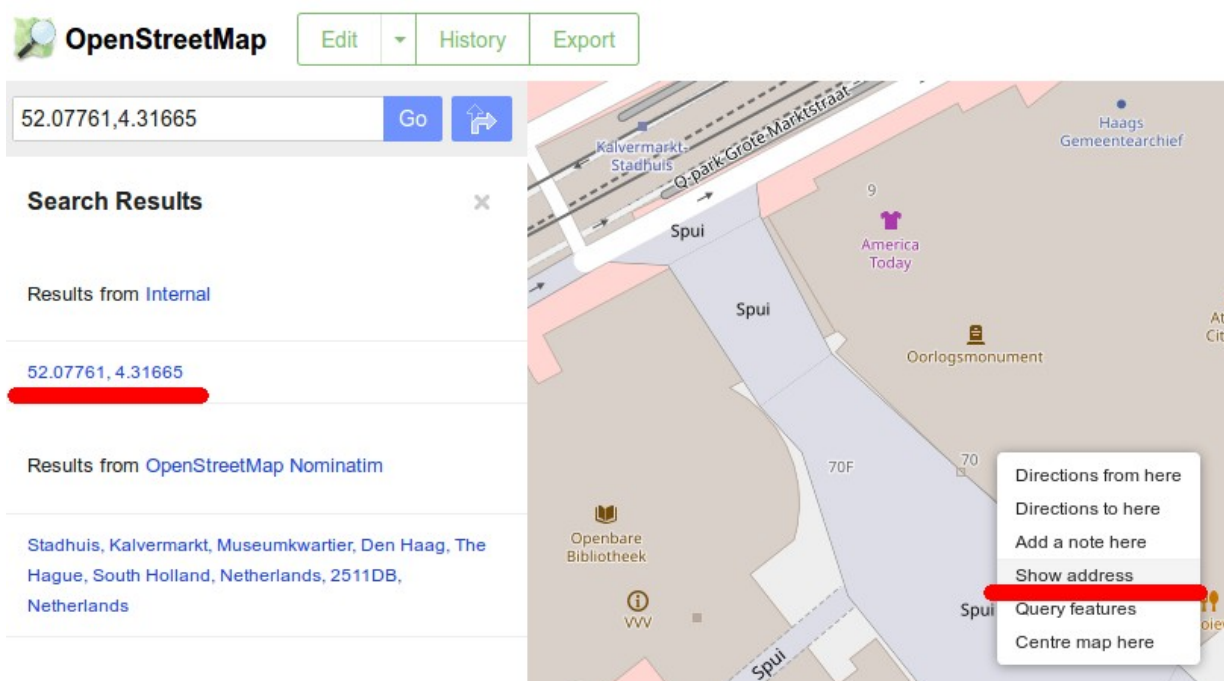 OpenStreetMap
Edit
History
Export
52.07761,4.31665
Go
Search Results
×
Results from Internal
52.07761, 4.31665
Results from OpenStreetMap Nominatim
Stadhuis, Kalvermarkt, Museumkwartier, Den Haag, The
Hague, South Holland, Netherlands, 2511DB,
Netherlands
Kalvermarkt-
Stadhuis
Q-park Grote Marktstraat
Haags
Gemeentearchief
9
Spui
America
Today
Spui
At
Cit
Oorlogsmonument
70F
70
Openbare
Bibliotheek
VVV
Spui
Spui
Directions from here
Directions to here
Add a note here
Show address
Query features
Centre map here